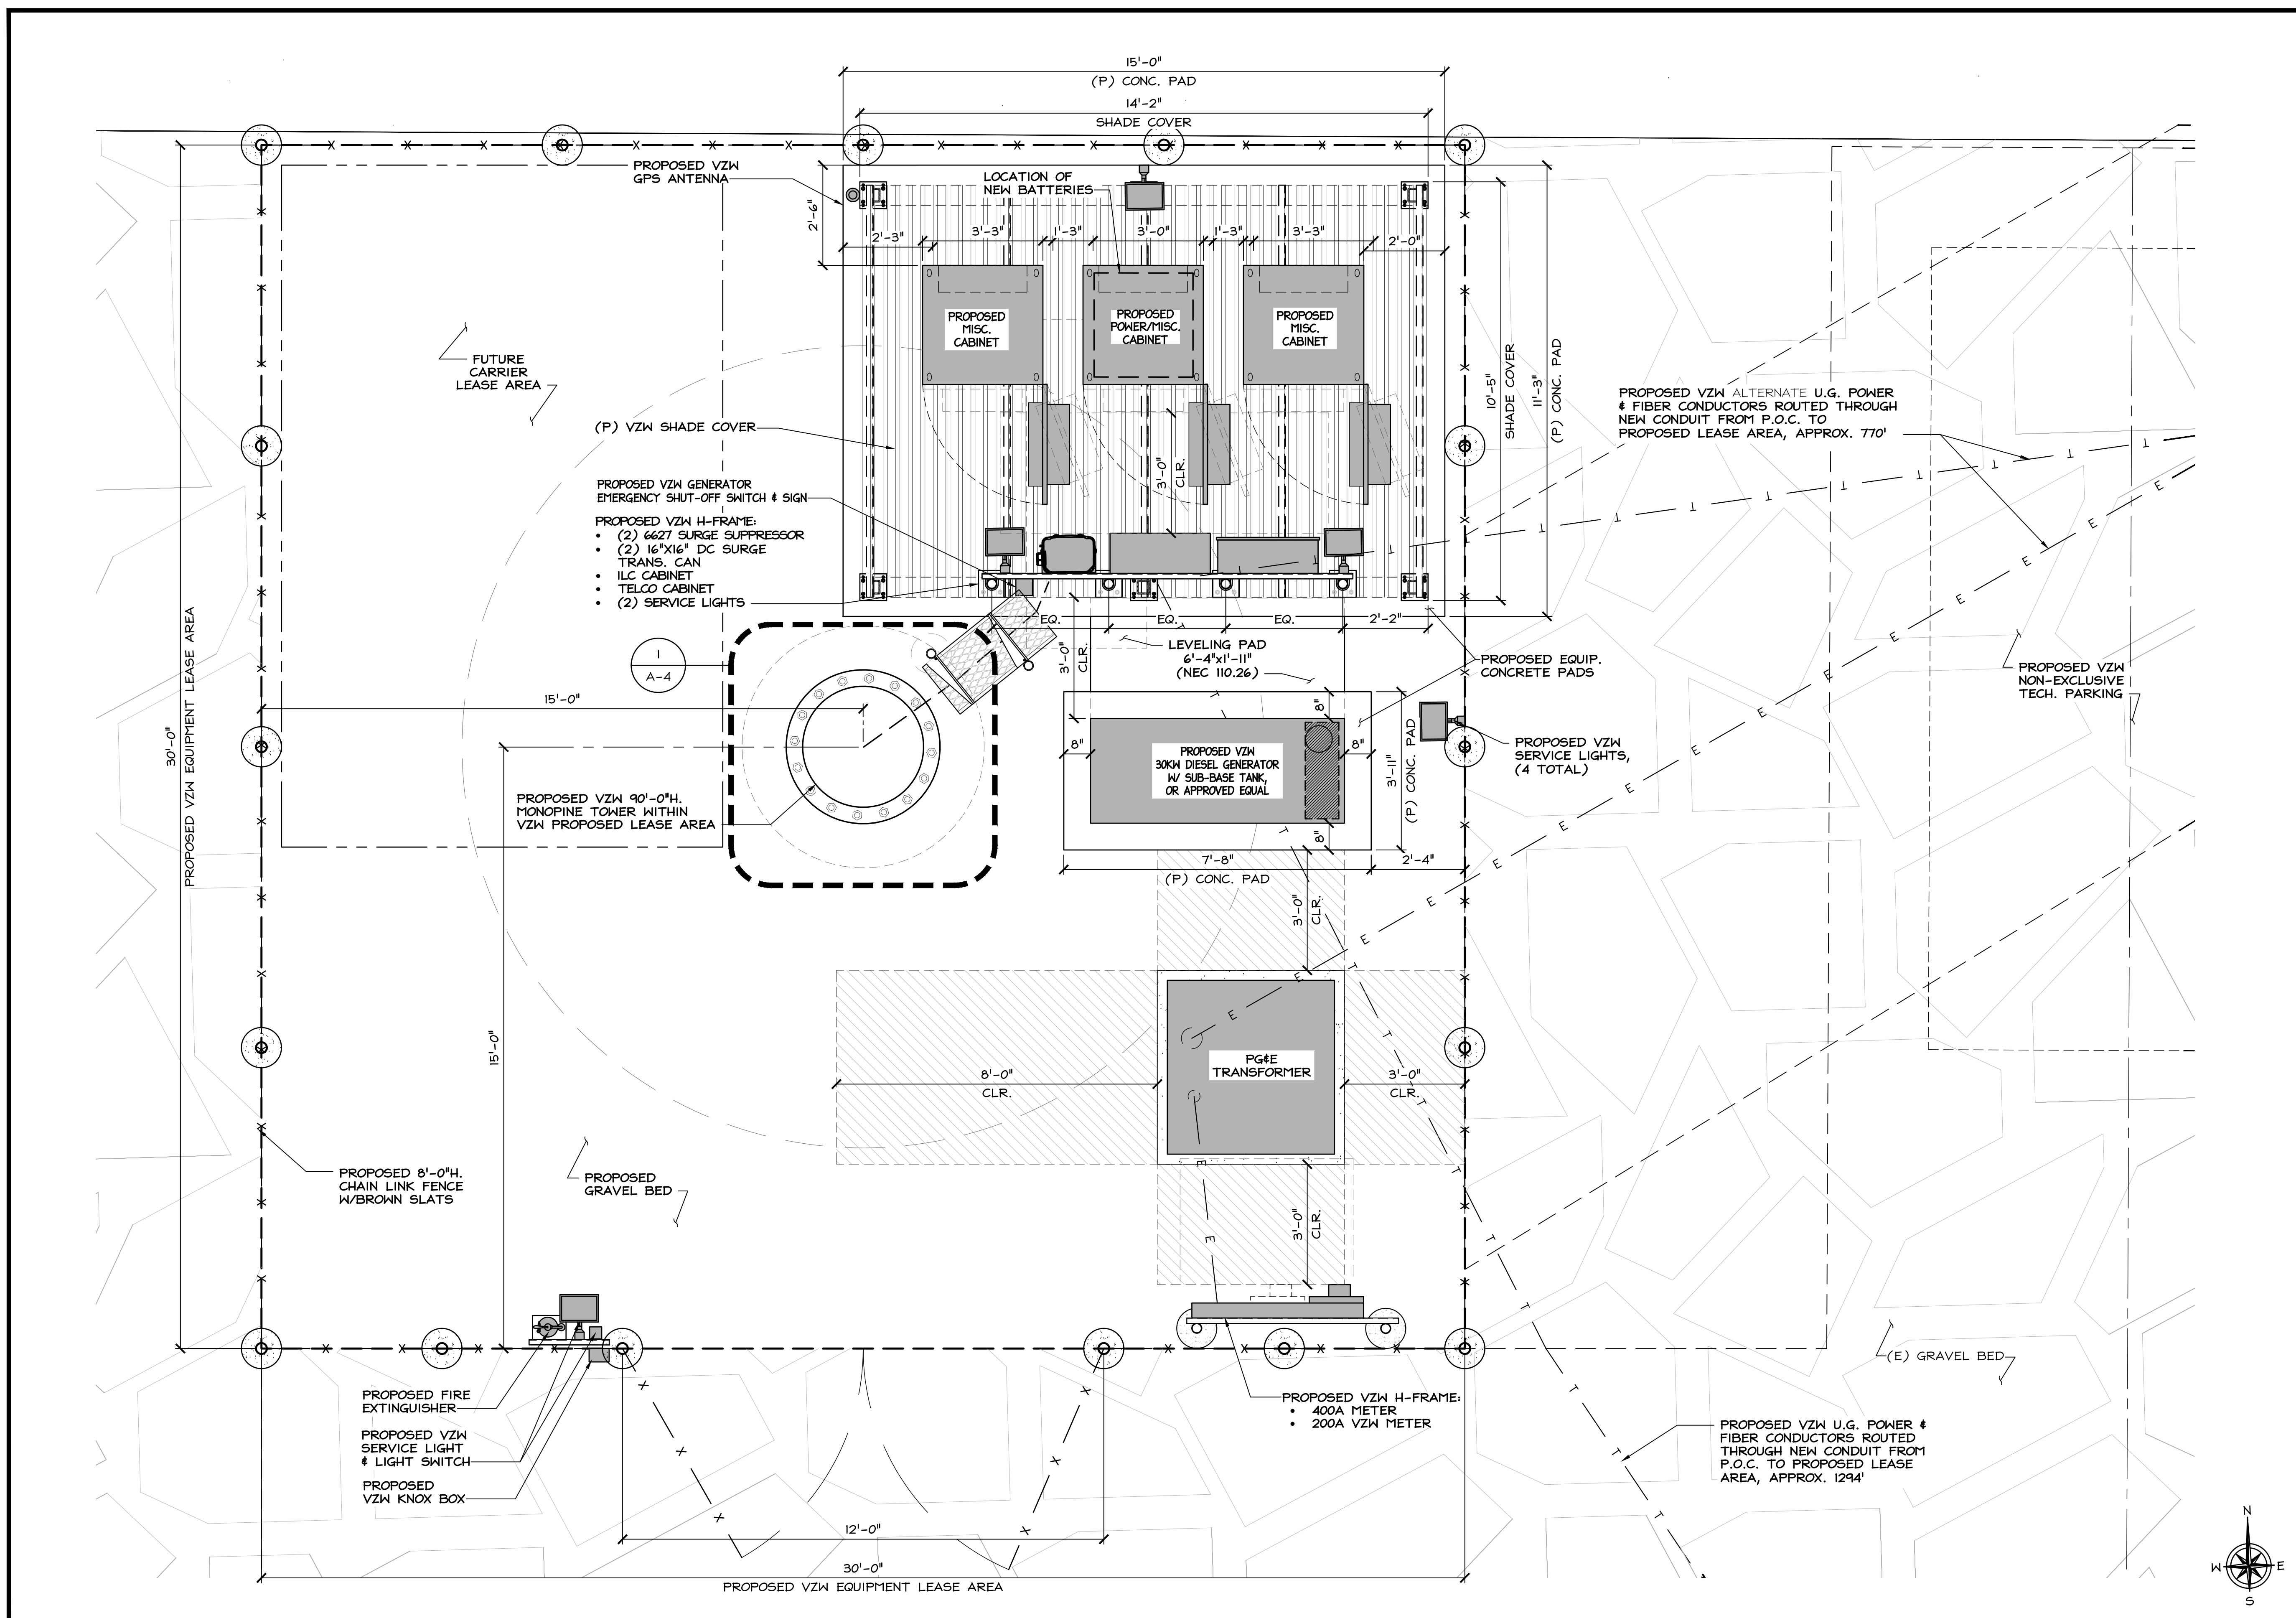 15'-0"
(P) CONC. PAD
14'-2"
SHADE COVER
PROPOSED VZW
GPS ANTENNA
LOCATION OF
NEW BATTERIES
2'-6"
2'-3"
3'-3"
1'-3"
3'-0"
1'-3"
3'-3"
2'-0"
PROPOSED
MISC.
CABINET
PROPOSED
POWER/MISC.
CABINET
PROPOSED
MISC.
CABINET
FUTURE
CARRIER
LEASE AREA
10'-5"
SHADE COVER
11'-3"
(P) CONC. PAD
PROPOSED VZW ALTERNATE U.G. POWER
& FIBER CONDUCTORS ROUTED THROUGH
NEW CONDUIT FROM P.O.C. TO
PROPOSED LEASE AREA, APPROX. 770'
(P) VZW SHADE COVER
3'-0"
CLR.
PROPOSED VZW GENERATOR
EMERGENCY SHUT-OFF SWITCH & SIGN
PROPOSED VZW H-FRAME:
• (2) 6627 SURGE SUPPRESSOR
• (2) 16"X16" DC SURGE
TRANS. CAN
• ILC CABINET
• TELCO CABINET
• (2) SERVICE LIGHTS
EQ.
EQ.
EQ.
2'-2"
1
A-4
3'-0"
CLR.
LEVELING PAD
6'-4"x1'-11"
(NEC 110.26)
PROPOSED EQUIP.
CONCRETE PADS
PROPOSED VZW
NON-EXCLUSIVE
TECH. PARKING
30'-0"
PROPOSED VZW EQUIPMENT LEASE AREA
15'-0"
8"
8"
8"
8"
PROPOSED VZW
30KW DIESEL GENERATOR
W/ SUB-BASE TANK,
OR APPROVED EQUAL
3'-11"
(P) CONC. PAD
PROPOSED VZW
SERVICE LIGHTS,
(4 TOTAL)
PROPOSED VZW 90'-0"H.
MONOPINE TOWER WITHIN
VZW PROPOSED LEASE AREA
7'-8"
(P) CONC. PAD
2'-4"
3'-0"
CLR.
15'-0"
PG&E
TRANSFORMER
8'-0"
CLR.
3'-0"
CLR.
PROPOSED 8'-0"H.
CHAIN LINK FENCE
W/BROWN SLATS
PROPOSED
GRAVEL BED
3'-0"
CLR.
(E) GRAVEL BED
PROPOSED FIRE
EXTINGUISHER
PROPOSED VZW
SERVICE LIGHT
& LIGHT SWITCH
PROPOSED
VZW KNOX BOX
PROPOSED VZW H-FRAME:
• 400A METER
• 200A VZW METER
PROPOSED VZW U.G. POWER &
FIBER CONDUCTORS ROUTED
THROUGH NEW CONDUIT FROM
P.O.C. TO PROPOSED LEASE
AREA, APPROX. 1294'
12'-0"
30'-0"
PROPOSED VZW EQUIPMENT LEASE AREA
N
W
E
S